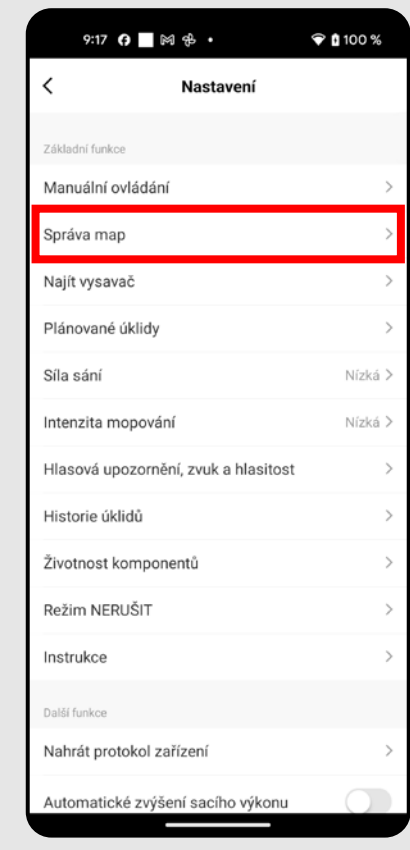 9:17 100 %
Nastavení
Základní funkce
Manuální ovládání
Správa map
Najít vysavač
Plánované úklidy
Síla sání Nízká
Intenzita mopování Nízká
Hlasová upozornění, zvuk a hlasitost
Historie úklidů
Životnost komponentů
Režim NERUŠIT
Instrukce
Další funkce
Nahrát protokol zařízení
Automatické zvýšení sacího výkonu